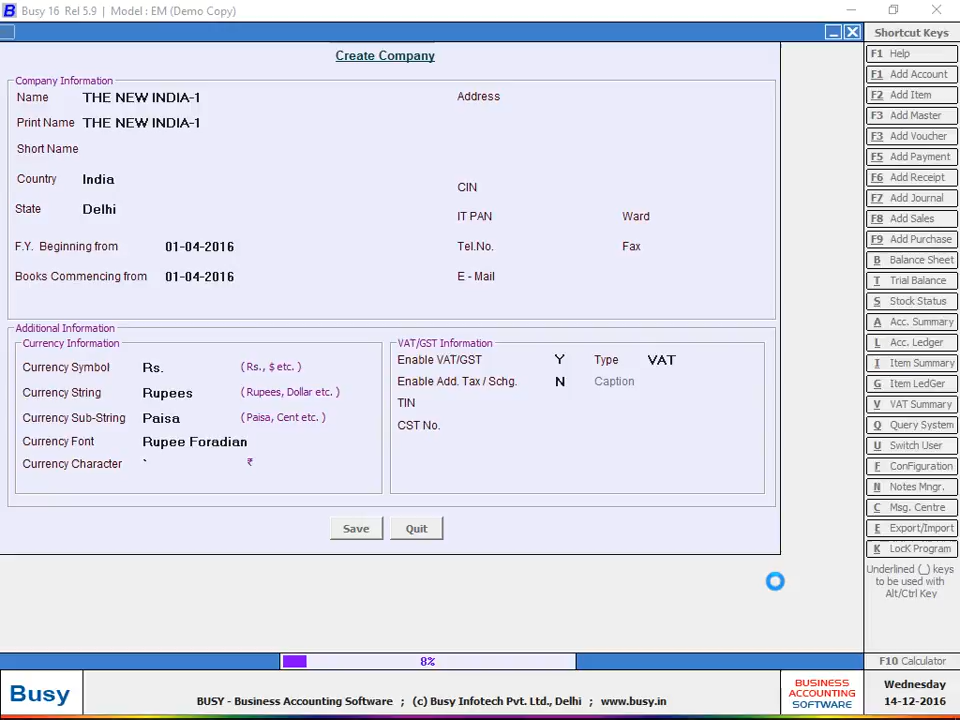 B Busy 16 Rel 5.9 | Model : EM (Demo Copy)
Create Company
Company Information
Name THE NEW INDIA-1 Address
Print Name THE NEW INDIA-1
Short Name
Country India CIN
State Delhi IT PAN Ward
F.Y. Beginning from 01-04-2016 Tel.No. Fax
Books Commencing from 01-04-2016 E - Mail
Additional Information
Currency Information
Currency Symbol Rs. (Rs., $ etc.)
Currency String Rupees (Rupees, Dollar etc.)
Currency Sub-String Paisa (Paisa, Cent etc.)
Currency Font Rupee Foradian
Currency Character ` ₹
VAT/GST Information
Enable VAT/GST Y Type VAT
Enable Add. Tax / Schg. N Caption
TIN
CST No.
Save Quit
Shortcut Keys
F1 Help
F1 Add Account
F2 Add Item
F3 Add Master
F3 Add Voucher
F5 Add Payment
F6 Add Receipt
F7 Add Journal
F8 Add Sales
F9 Add Purchase
B Balance Sheet
T Trial Balance
S Stock Status
A Acc. Summary
L Acc. Ledger
I Item Summary
G Item LedGer
V VAT Summary
Q Query System
U Switch User
F ConFiguration
N Notes Mngr.
C Msg. Centre
E Export/Import
K LocK Program
Underlined (_) keys
to be used with
Alt/Ctrl Key
8%
F10 Calculator
Busy
BUSY - Business Accounting Software ; (c) Busy Infotech Pvt. Ltd., Delhi ; www.busy.in
BUSINESS
ACCOUNTING
SOFTWARE
Wednesday
14-12-2016